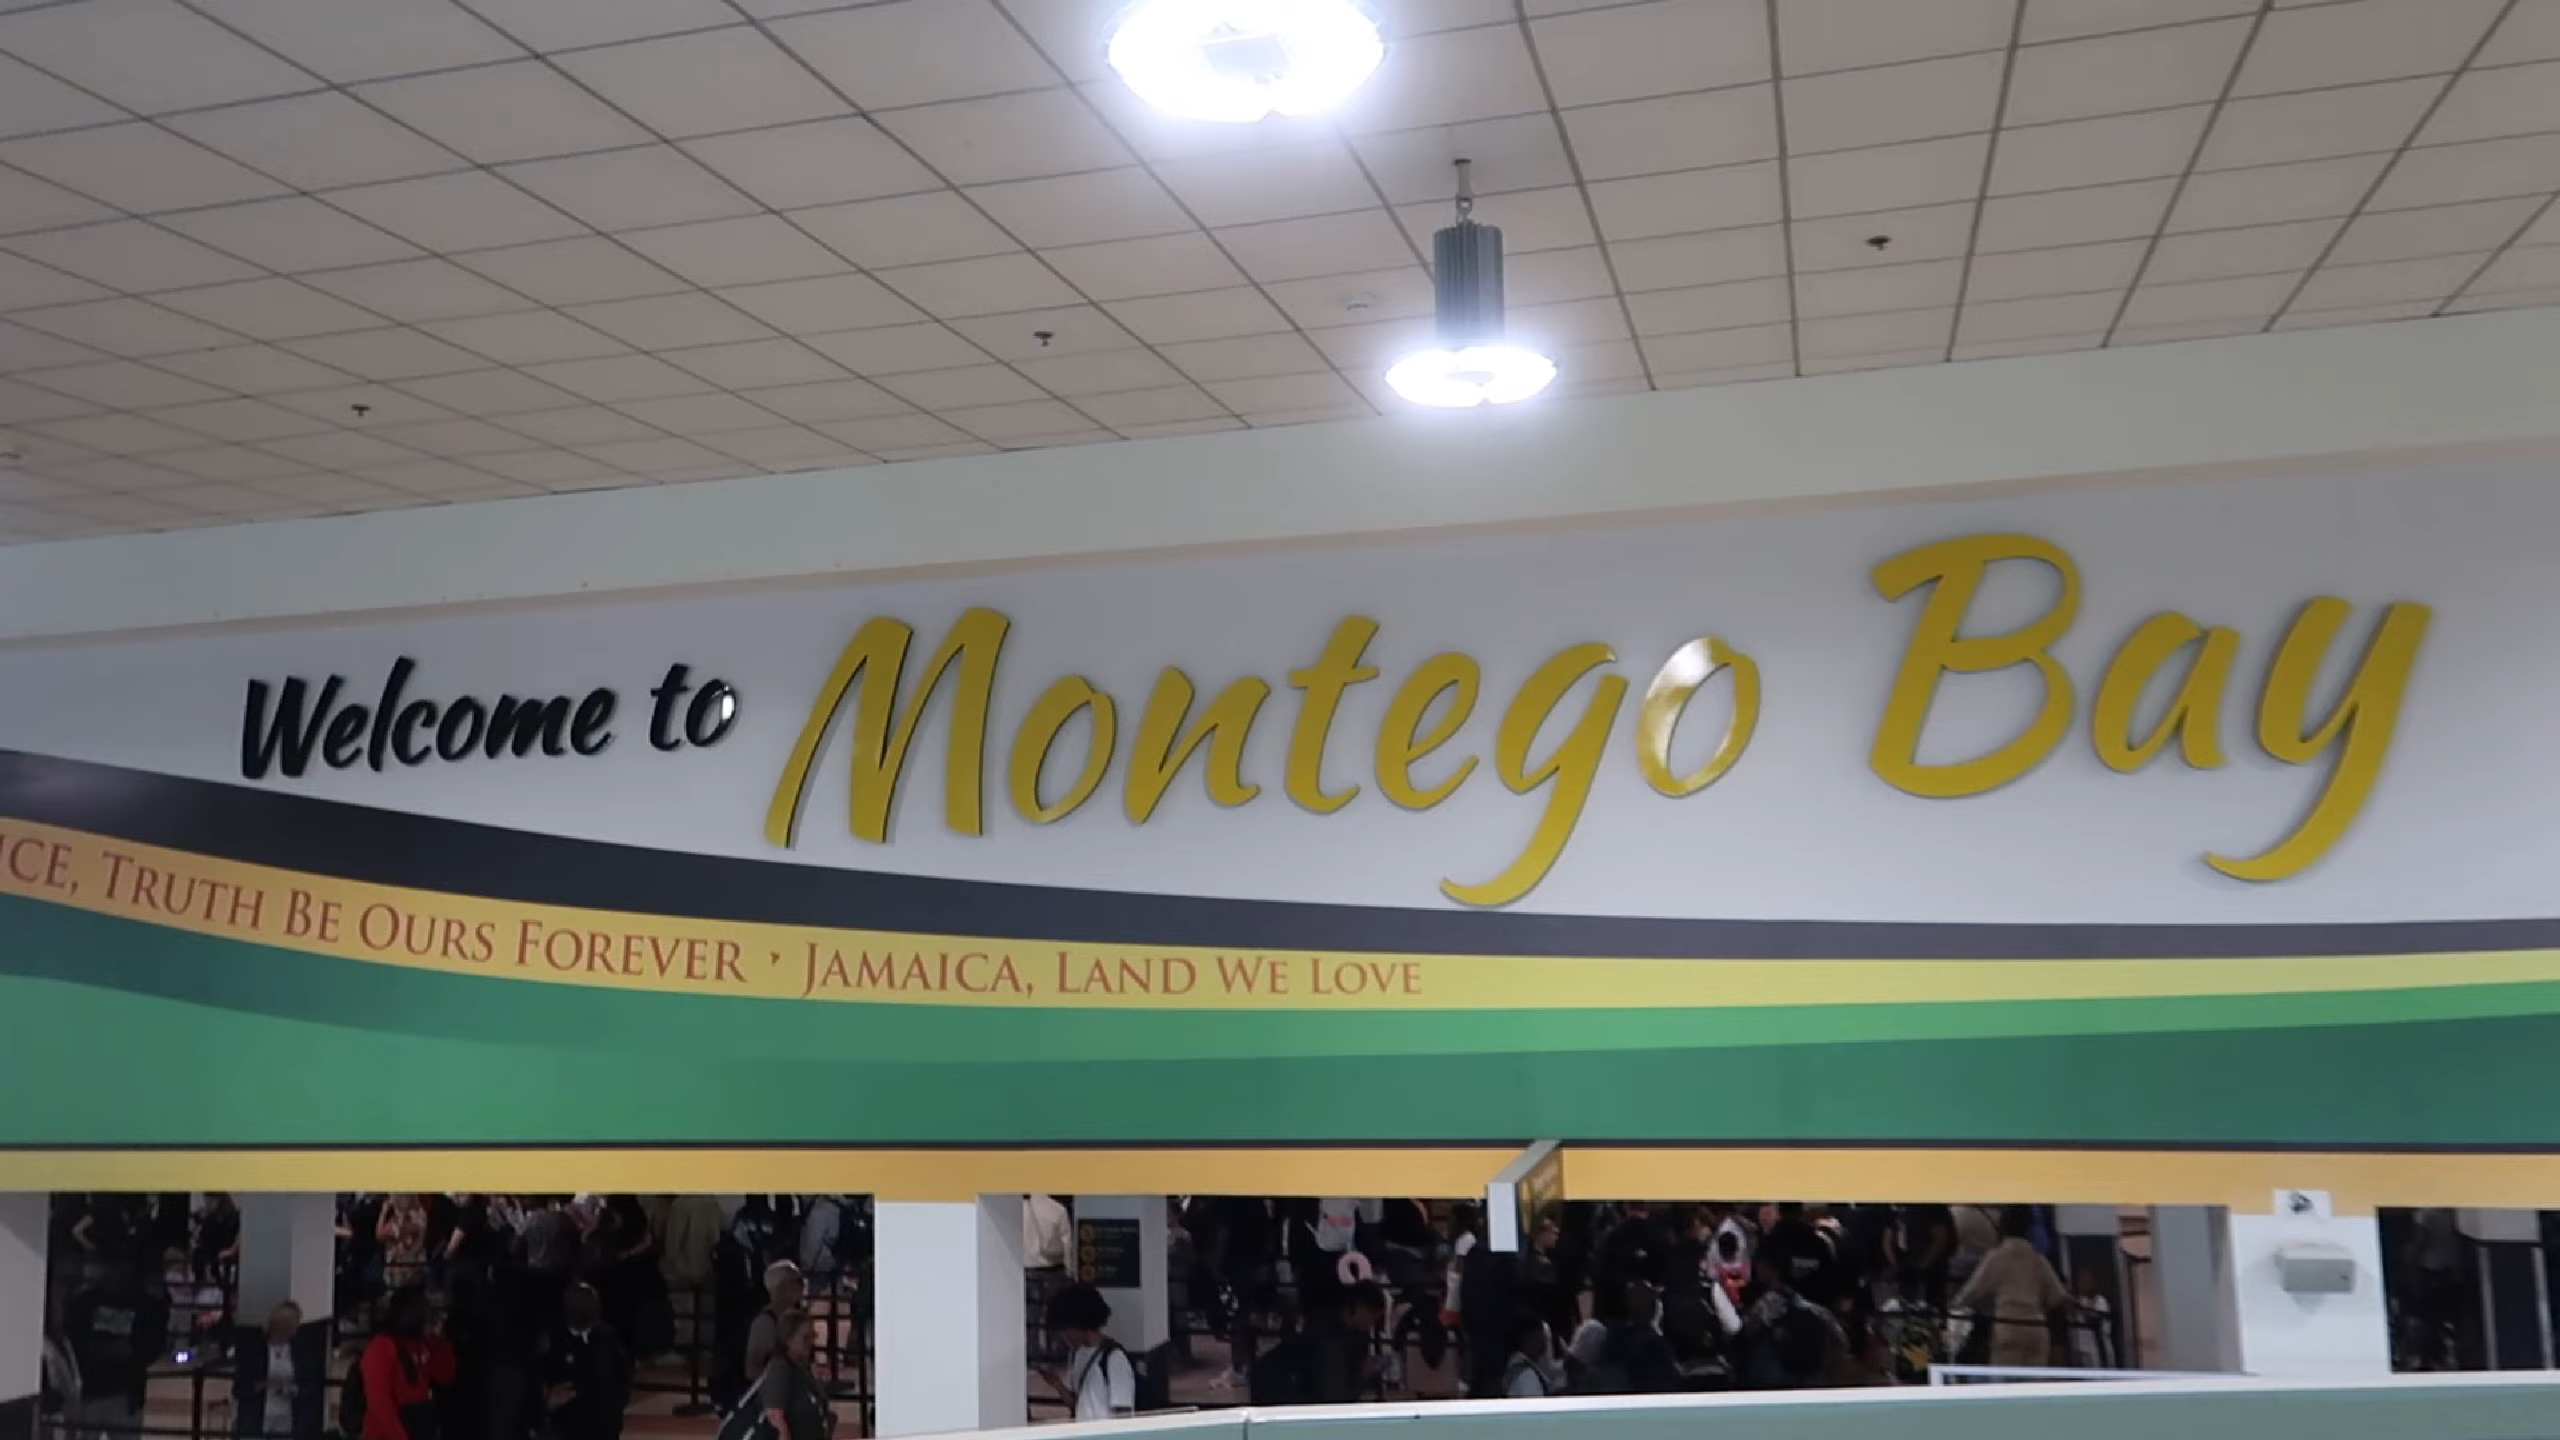 Welcome to Montego Bay
ICE, TRUTH BE OURS FOREVER • JAMAICA, LAND WE LOVE